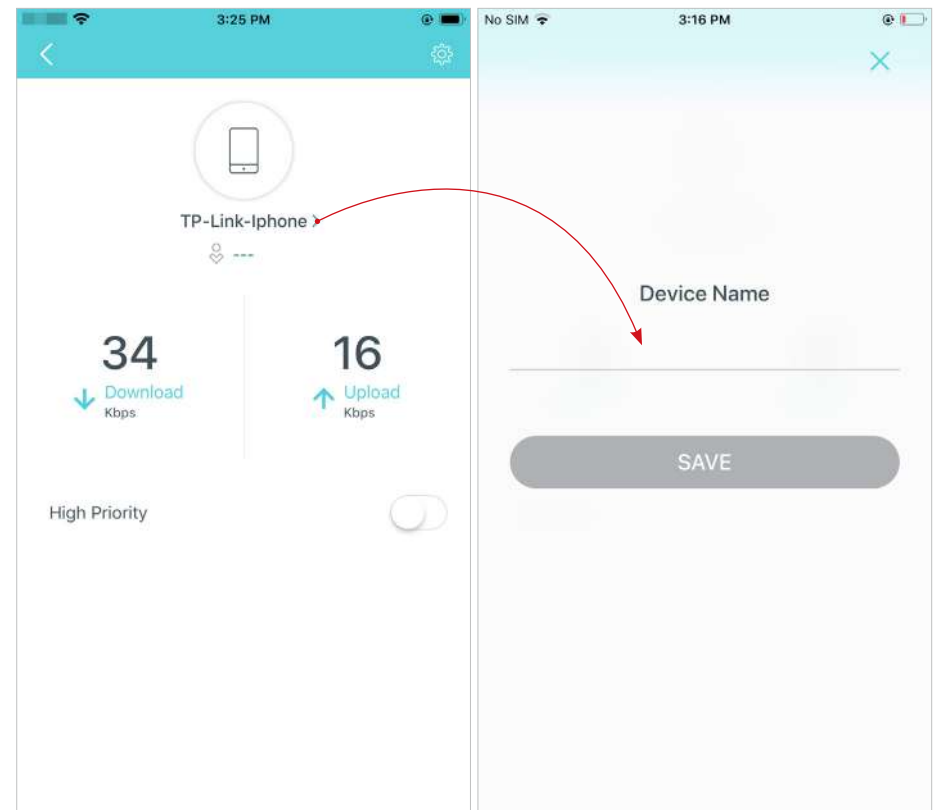 3:25 PM
TP-Link-Iphone >
---
34
Download
Kbps
16
Upload
Kbps
High Priority
No SIM
3:16 PM
Device Name
SAVE